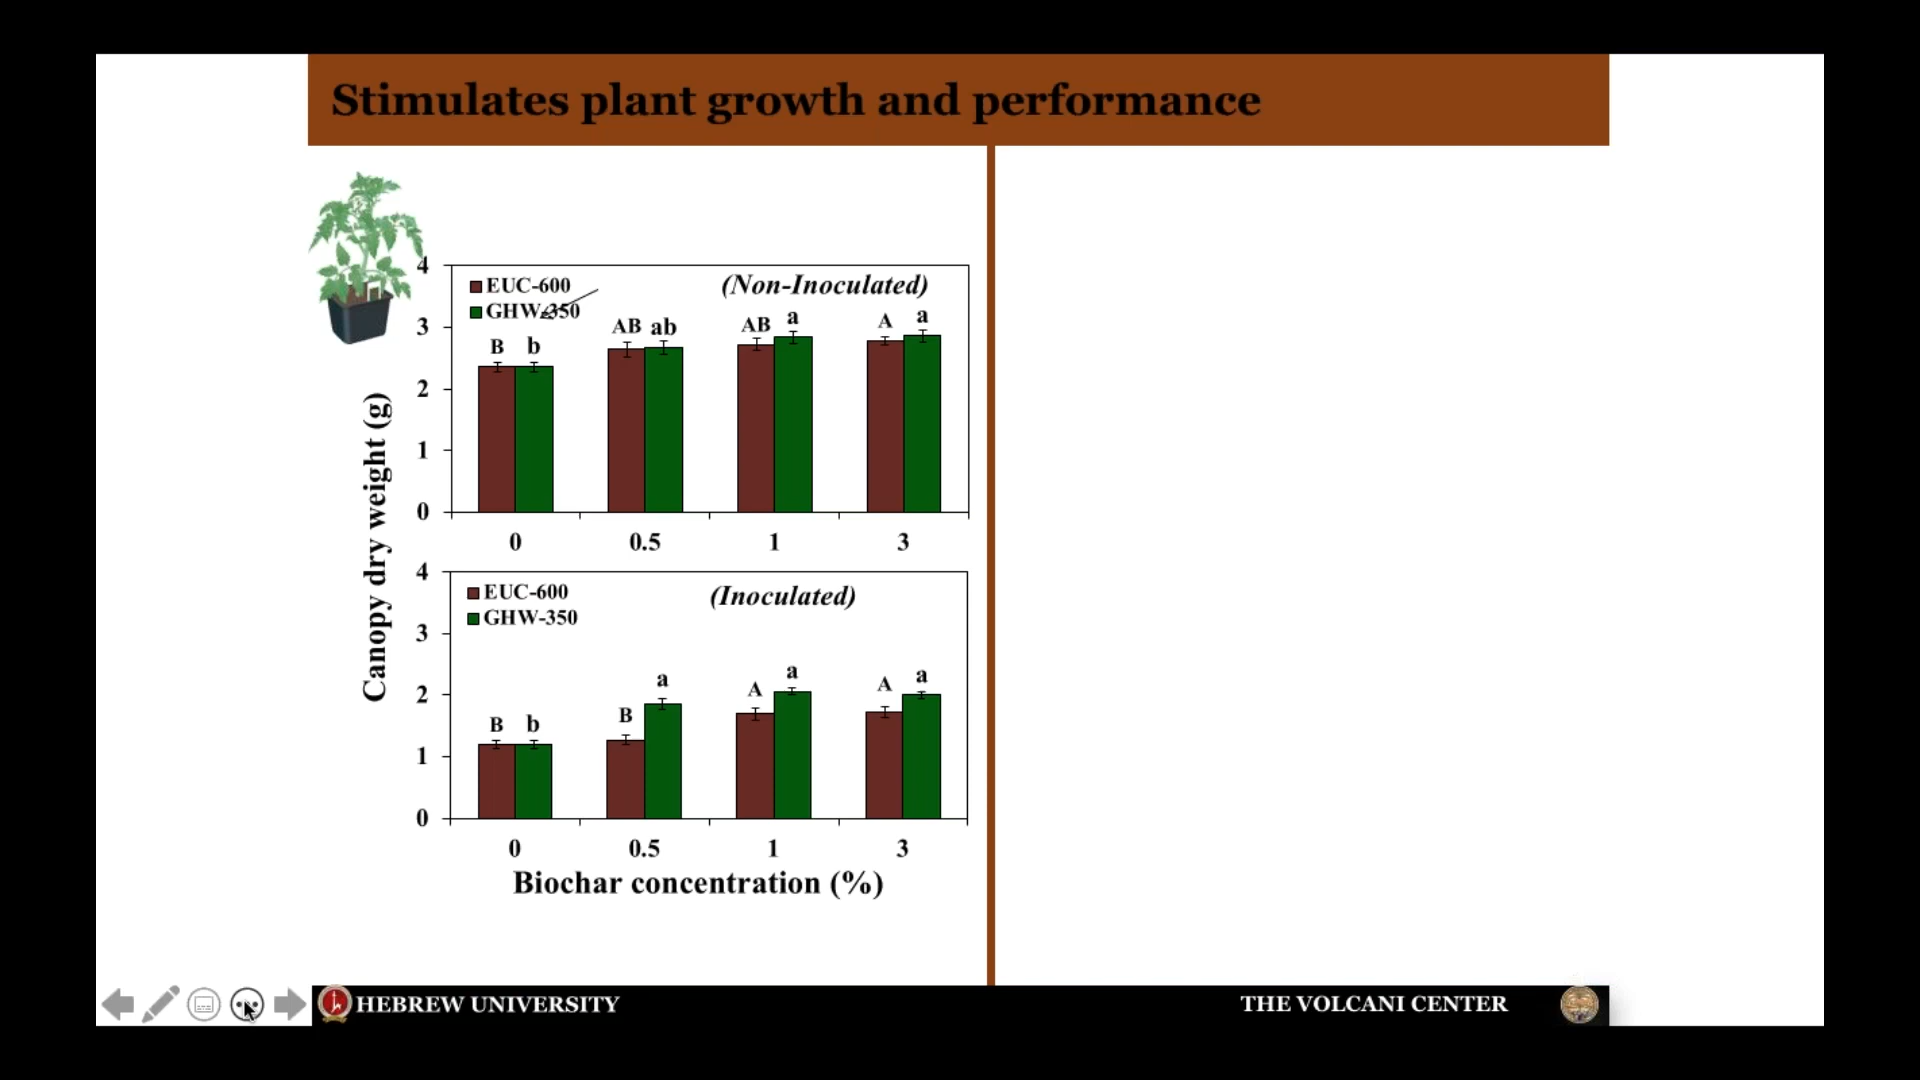 Stimulates plant growth and performance
4
EUC-600
(Non-Inoculated)
GHW-350
3
B
b
AB
ab
AB
a
A
a
2
1
0
0
0.5
1
3
Canopy dry weight (g)
4
EUC-600
(Inoculated)
GHW-350
3
B
b
B
a
A
a
A
a
2
1
0
0
0.5
1
3
Biochar concentration (%)
HEBREW UNIVERSITY
THE VOLCANI CENTER